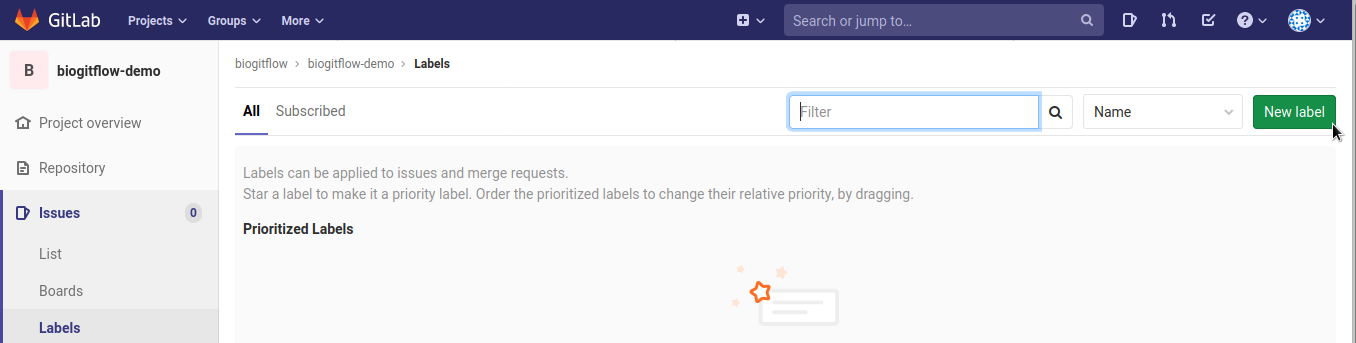 GitLab Projects Groups More Search or jump to...
B biogitflow-demo
Project overview
Repository
Issues 0
List
Boards
Labels
biogitflow > biogitflow-demo > Labels
All Subscribed Filter Name New label
Labels can be applied to issues and merge requests.
Star a label to make it a priority label. Order the prioritized labels to change their relative priority, by dragging.
Prioritized Labels